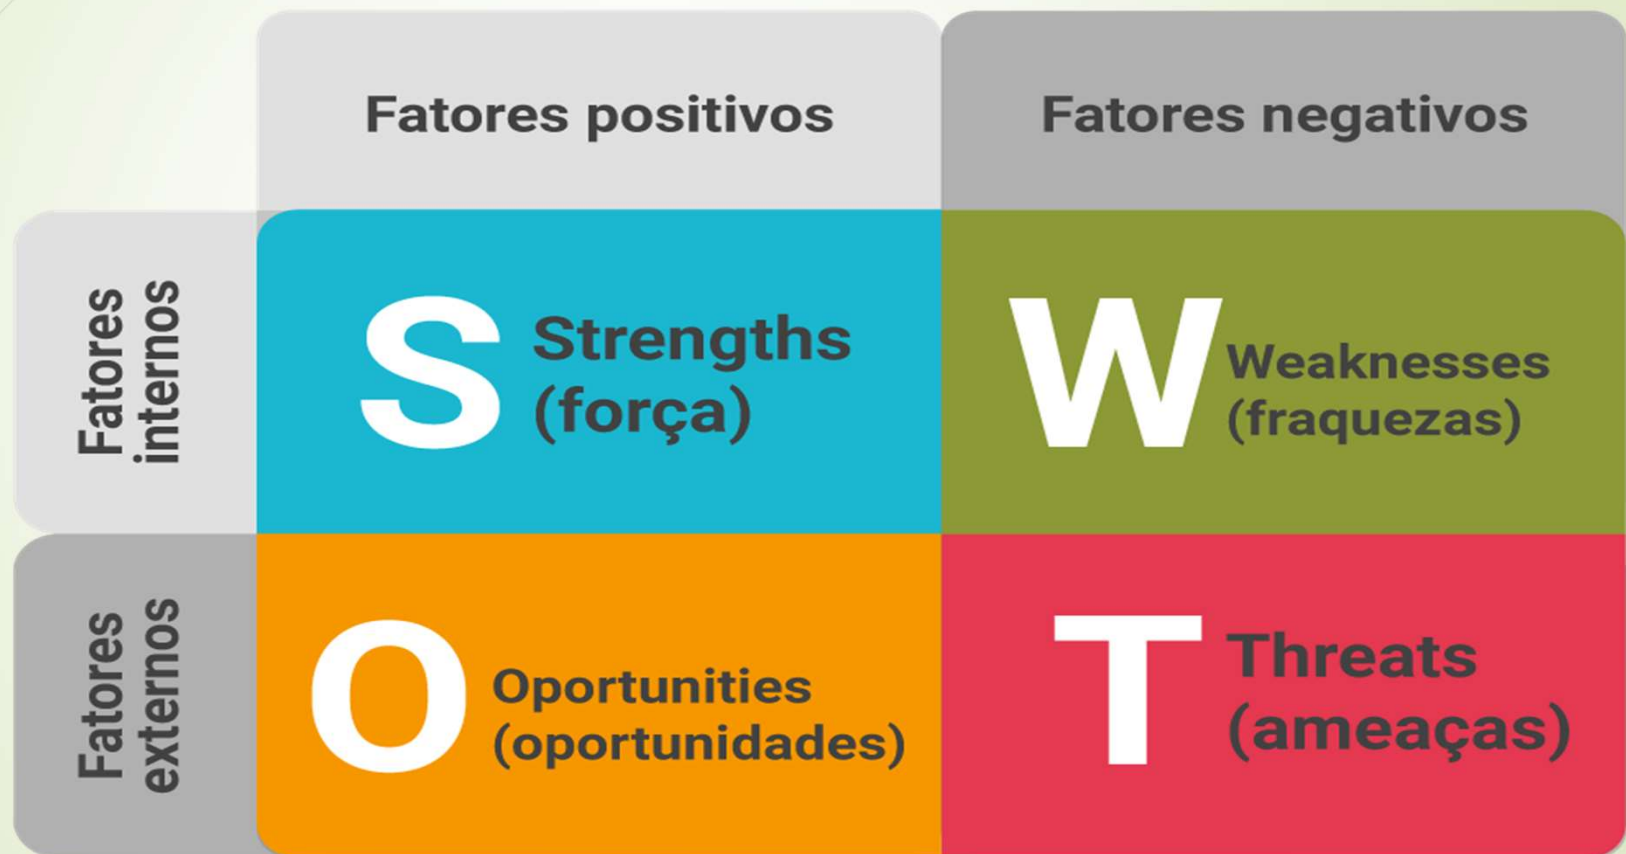 Fatores positivos
Fatores negativos
Fatores
internos
S
Strengths
(força)
W
Weaknesses
(fraquezas)
Fatores
externos
O
Oportunities
(oportunidades)
T
Threats
(ameaças)